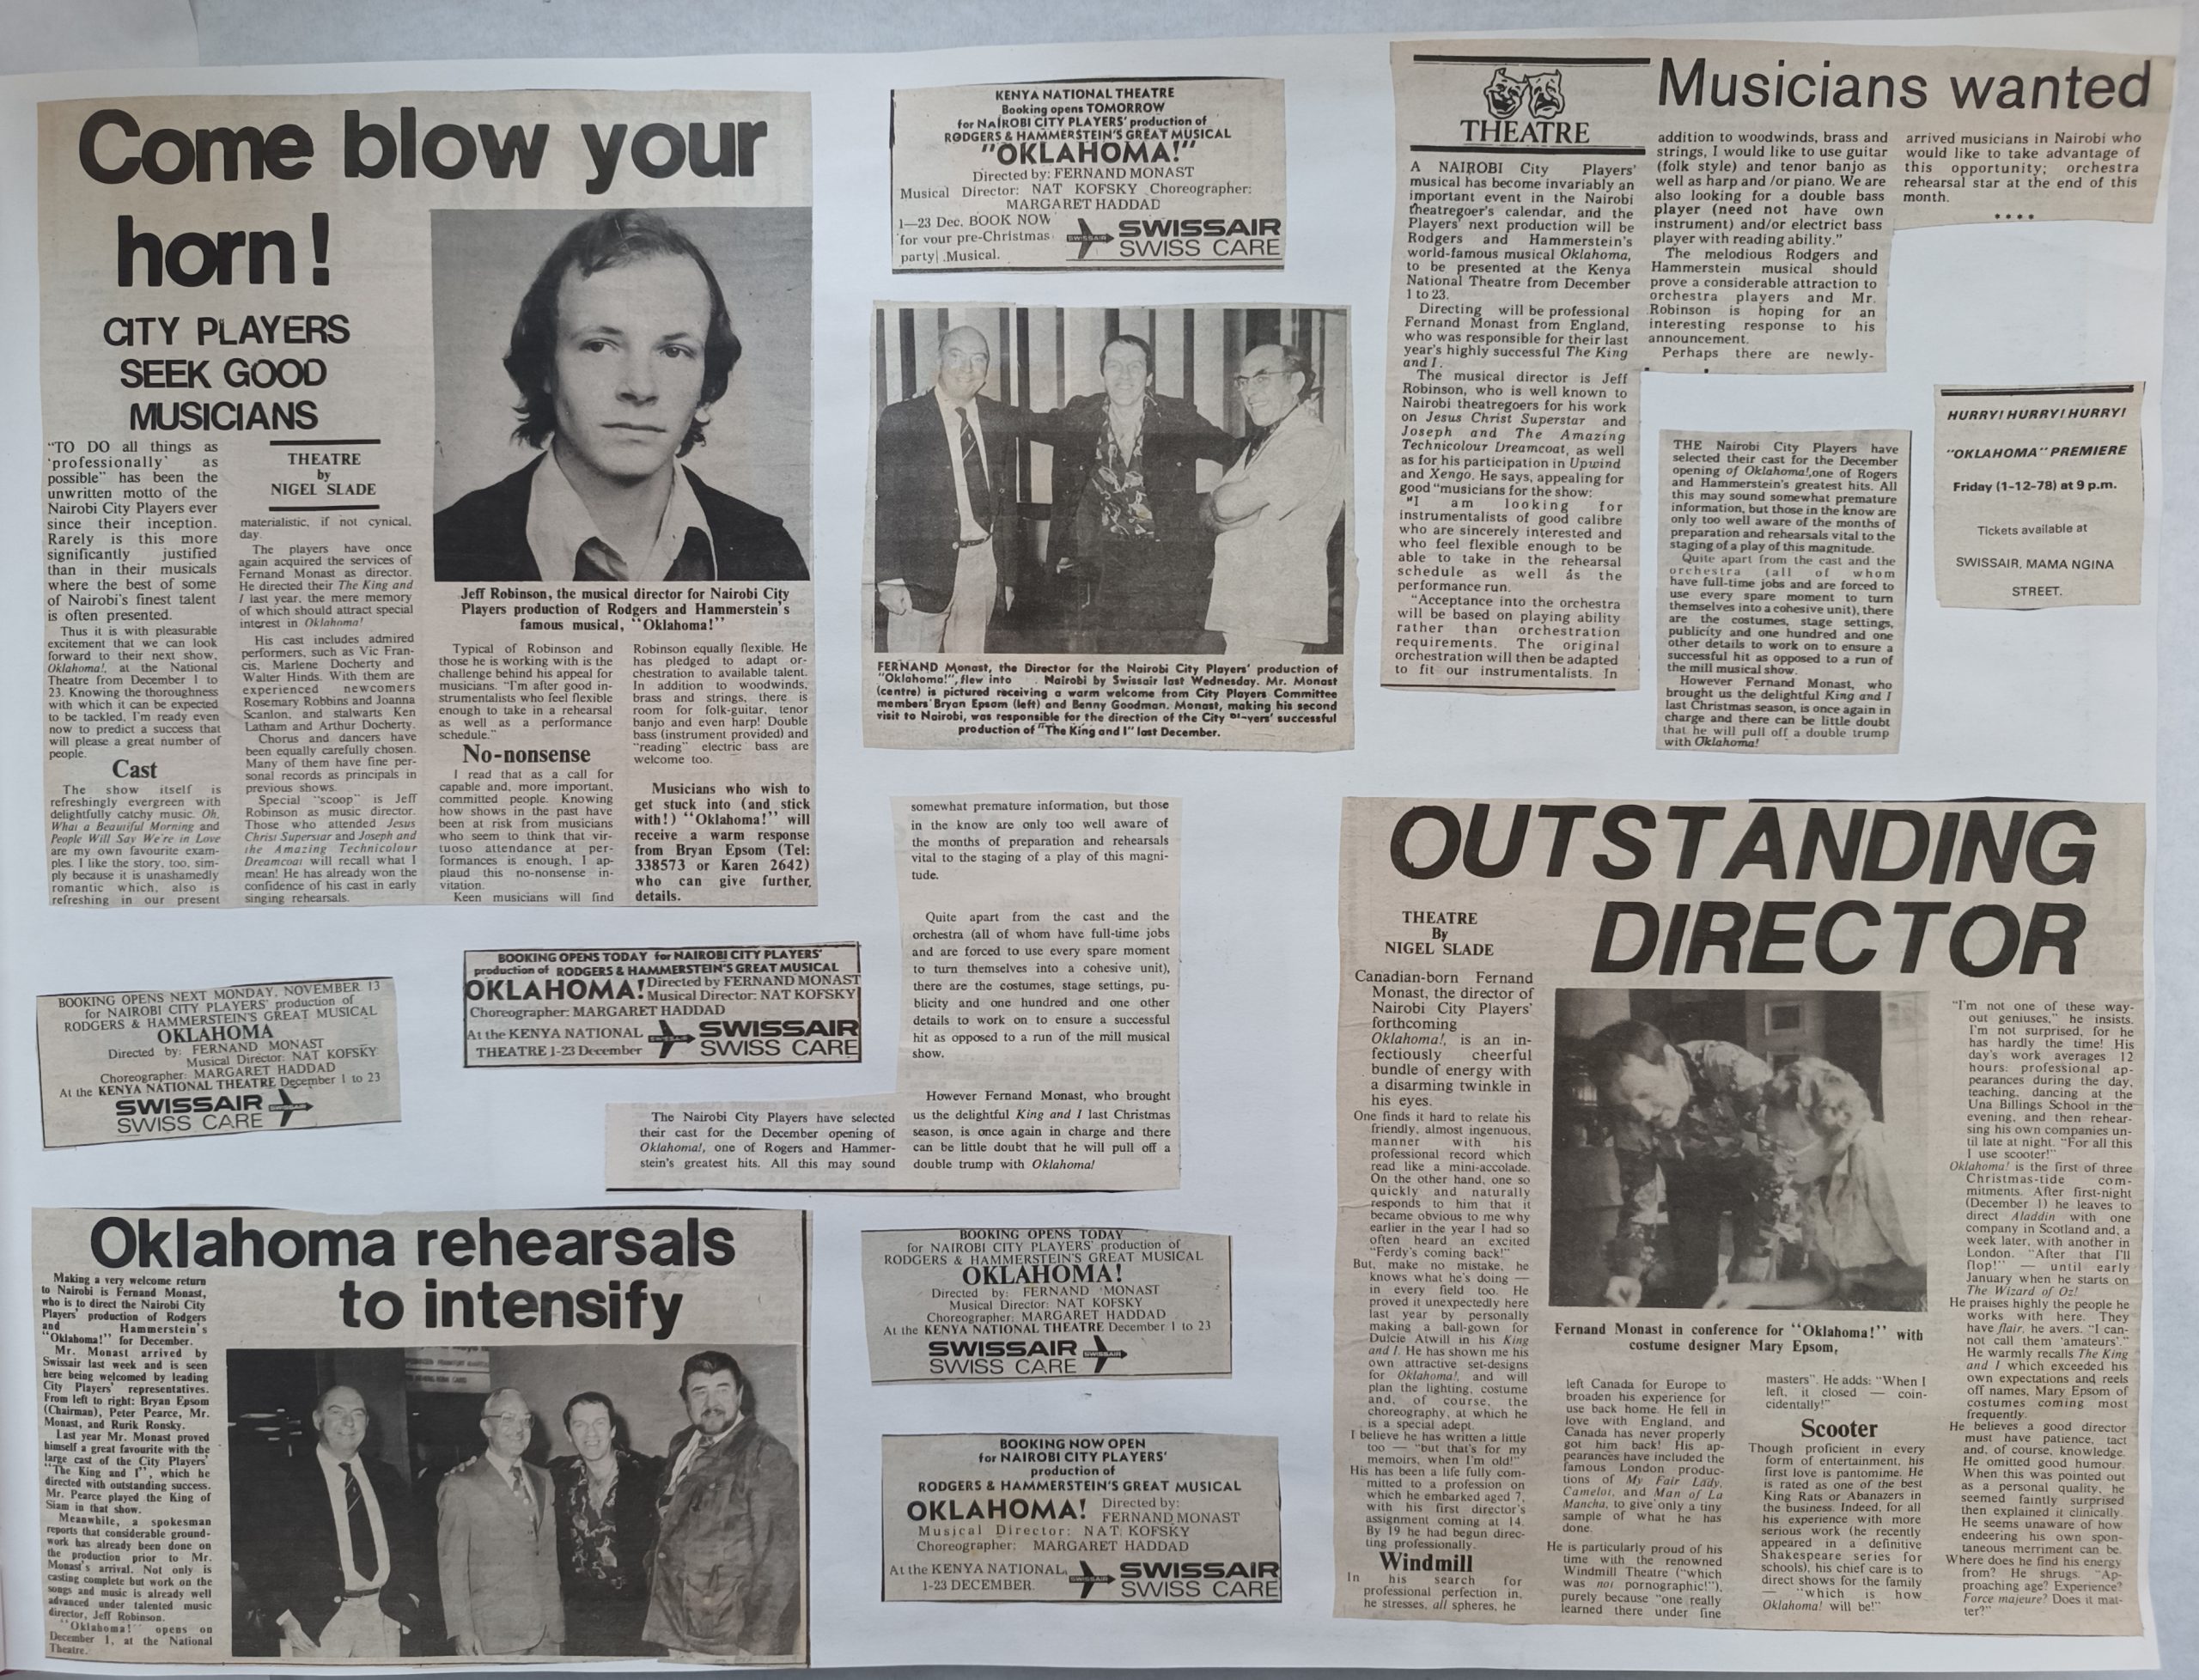 Come blow your
horn!
CITY PLAYERS
SEEK GOOD
MUSICIANS
"TO DO all things as
'professionally' as
possible" has been the
unwritten motto of the
Nairobi City Players ever
since their inception.
Rarely is this more
significantly justified
than in their musicals
where the best of some
of Nairobi's finest talent
is often presented.
Thus it is with pleasurable
excitement that we can look
forward to their next show,
Oklahoma!, at the National
Theatre from December 1 to
23. Knowing the thoroughness
with which it can be expected
to be tackled, I'm ready even
now to predict a success that
will please a great number of
people.
Cast
The show itself is
refreshingly evergreen with
delightfully catchy music. Oh,
What a Beautiful Morning and
People Will Say We're in Love
are my own favourite exam-
ples. I like the story, too, sim-
ply because it is unashamedly
romantic which, also is
refreshing in our present
THEATRE
by
NIGEL SLADE
materialistic, if not cynical,
day.
The players have once
again acquired the services of
Fernand Monast as director.
He directed their The King and
I last year, the mere memory
of which should attract special
interest in Oklahoma!
His cast includes admired
performers, such as Vic Fran-
cis, Marlene Docherty and
Walter Hinds. With them are
experienced newcomers
Rosemary Robbins and Joanna
Scanlon, and stalwarts Ken
Latham and Arthur Docherty.
Chorus and dancers have
been equally carefully chosen.
Many of them have fine per-
sonal records as principals in
previous shows.
Special "scoop" is Jeff
Robinson as music director.
Those who attended Jesus
Christ Superstar and Joseph and
the Amazing Technicolour
Dreamcoat will recall what I
mean! He has already won the
confidence of his cast in early
singing rehearsals.
Jeff Robinson, the musical director for Nairobi City
Players production of Rodgers and Hammerstein's
famous musical, "Oklahoma!"
Typical of Robinson and
those he is working with is the
challenge behind his appeal for
musicians. "I'm after good in-
strumentalists who feel flexible
enough to take in a rehearsal
as well as a performance
schedule."
No-nonsense
I read that as a call for
capable and, more important,
committed people. Knowing
how shows in the past have
been at risk from musicians
who seem to think that vir-
tuoso attendance at per-
formances is enough, I ap-
plaud this no-nonsense in-
vitation.
Keen musicians will find
Robinson equally flexible. He
has pledged to adapt or-
chestration to available talent.
In addition to woodwinds,
brass and strings, there is
room for folk-guitar, tenor
banjo and even harp! Double
bass (instrument provided) and
"reading" electric bass are
welcome too.
Musicians who wish to
get stuck into (and stick
with!) "Oklahoma!" will
receive a warm response
from Bryan Epsom (Tel:
338573 or Karen 2642)
who can give further,
details.
KENYA NATIONAL THEATRE
Booking opens TOMORROW
for NAIROBI CITY PLAYERS' production of
RODGERS & HAMMERSTEIN'S GREAT MUSICAL
"OKLAHOMA!"
Directed by: FERNAND MONAST
Musical Director: NAT KOFSKY Choreographer:
MARGARET HADDAD
1—23 Dec. BOOK NOW
for your pre-Christmas
party| .Musical.
SWISSAIR
SWISSAIR
SWISS CARE
FERNAND Monast, the Director for the Nairobi City Players' production of
"Oklahoma!", flew into Nairobi by Swissair last Wednesday. Mr. Monast
(centre) is pictured receiving a warm welcome from City Players Committee
members' Bryan Epsom (left) and Benny Goodman. Monast, making his second
visit to Nairobi, was responsible for the direction of the City successful
production of "The King and I" last December.
THEATRE
Musicians wanted
A NAIROBI City Players'
musical has become invariably an
important event in the Nairobi
theatregoer's calendar, and the
Players' next production will be
Rodgers and Hammerstein's
world-famous musical Oklahoma,
to be presented at the Kenya
National Theatre from December
1 to 23.
Directing will be professional
Fernand Monast from England,
who was responsible for their last
year's highly successful The King
and I.
The musical director is Jeff
Robinson, who is well known to
Nairobi theatregoers for his work
on Jesus Christ Superstar and
Joseph and The Amazing
Technicolour Dreamcoat, as well
as for his participation in Upwind
and Xengo. He says, appealing for
good "musicians for the show:
"I am looking for
instrumentalists of good calibre
who are sincerely interested and
who feel flexible enough to be
able to take in the rehearsal
schedule as well as the
performance run.
"Acceptance into the orchestra
will be based on playing ability
rather than orchestration
requirements. The original
orchestration will then be adapted
to fit our instrumentalists. In
addition to woodwinds, brass and
strings, I would like to use guitar
(folk style) and tenor banjo as
well as harp and /or piano. We are
also looking for a double bass
player (need not have own
instrument) and/or electrict bass
player with reading ability."
The melodious Rodgers and
Hammerstein musical should
prove a considerable attraction to
orchestra players and Mr.
Robinson is hoping for an
interesting response to his
announcement.
Perhaps there are newly-
arrived musicians in Nairobi who
would like to take advantage of
this opportunity; orchestra
rehearsal star at the end of this
month.
• • • •
THE Nairobi City Players have
selected their cast for the December
opening of Oklahoma!,one of Rogers
and Hammerstein's greatest hits. All
this may sound somewhat premature
information, but those in the know are
only too well aware of the months of
preparation and rehearsals vital to the
staging of a play of this magnitude.
Quite apart from the cast and the
orchestra (all of whom
have full-time jobs and are forced to
use every spare moment to turn
themselves into a cohesive unit), there
are the costumes, stage settings,
publicity and one hundred and one
other details to work on to ensure a
successful hit as opposed to a run of
the mill musical show.
However Fernand Monast, who
brought us the delightful King and I
last Christmas season, is once again in
charge and there can be little doubt
that he will pull off a double trump
with Oklahoma!
HURRY! HURRY! HURRY!
"OKLAHOMA" PREMIERE
Friday (1-12-78) at 9 p.m.
Tickets available at
SWISSAIR, MAMA NGINA
STREET.
BOOKING OPENS NEXT MONDAY, NOVEMBER 13
for NAIROBI CITY PLAYERS' production of
RODGERS & HAMMERSTEIN'S GREAT MUSICAL
OKLAHOMA
Directed by: FERNAND MONAST
Musical Director: NAT KOFSKY
Choreographer: MARGARET HADDAD
At the KENYA NATIONAL THEATRE December 1 to 23
SWISSAIR
SWISSAIR
SWISS CARE
BOOKING OPENS TODAY for NAIROBI CITY PLAYERS'
production of RODGERS & HAMMERSTEIN'S GREAT MUSICAL
OKLAHOMA! Directed by FERNAND MONAST
Musical Director: NAT KOFSKY
Choreographer: MARGARET HADDAD
At the KENYA NATIONAL
THEATRE 1-23 December
SWISSAIR
SWISSAIR
SWISS CARE
The Nairobi City Players have selected
their cast for the December opening of
Oklahoma!, one of Rogers and Hammer-
stein's greatest hits. All this may sound
somewhat premature information, but those
in the know are only too well aware of
the months of preparation and rehearsals
vital to the staging of a play of this magni-
tude.
Quite apart from the cast and the
orchestra (all of whom have full-time jobs
and are forced to use every spare moment
to turn themselves into a cohesive unit),
there are the costumes, stage settings, pu-
blicity and one hundred and one other
details to work on to ensure a successful
hit as opposed to a run of the mill musical
show.
However Fernand Monast, who brought
us the delightful King and I last Christmas
season, is once again in charge and there
can be little doubt that he will pull off a
double trump with Oklahoma!
Oklahoma rehearsals
to intensify
Making a very welcome return
to Nairobi is Fernand Monast,
who is to direct the Nairobi City
Players' production of Rodgers
and Hammerstein's
"Oklahoma!" for December.
Mr. Monast arrived by
Swissair last week and is seen
here being welcomed by leading
City Players' representatives.
From left to right: Bryan Epsom
(Chairman), Peter Pearce, Mr.
Monast, and Rurik Ronsky.
Last year Mr. Monast proved
himself a great favourite with the
large cast of the City Players'
"The King and I", which he
directed with outstanding success.
Mr. Pearce played the King of
Siam in that show.
Meanwhile, a spokesman
reports that considerable ground-
work has already been done on
the production prior to Mr.
Monast's arrival. Not only is
casting complete but work on the
songs and music is already well
advanced under talented music
director, Jeff Robinson.
"Oklahoma!" opens on
December 1, at the National
Theatre.
BOOKING OPENS TODAY
for NAIROBI CITY PLAYERS' production of
RODGERS & HAMMERSTEIN'S GREAT MUSICAL
OKLAHOMA!
Directed by: FERNAND MONAST
Musical Director: NAT KOFSKY
Choreographer: MARGARET HADDAD
At the KENYA NATIONAL THEATRE December 1 to 23
SWISSAIR
SWISSAIR
SWISS CARE
BOOKING NOW OPEN
for NAIROBI CITY PLAYERS'
production of
RODGERS & HAMMERSTEIN'S GREAT MUSICAL
OKLAHOMA! Directed by:
FERNAND MONAST
Musical Director: NAT KOFSKY
Choreographer: MARGARET HADDAD
At the KENYA NATIONAL,
1-23 DECEMBER.
SWISSAIR
SWISSAIR
SWISS CARE
OUTSTANDING
DIRECTOR
THEATRE
By
NIGEL SLADE
Canadian-born Fernand
Monast, the director of
Nairobi City Players'
forthcoming
Oklahoma!, is an in-
fectiously cheerful
bundle of energy with
a disarming twinkle in
his eyes.
One finds it hard to relate his
friendly, almost ingenuous,
manner with his
professional record which
read like a mini-accolade.
On the other hand, one so
quickly and naturally
responds to him that it
became obvious to me why
earlier in the year I had so
often heard an excited
"Ferdy's coming back!"
But, make no mistake, he
knows what he's doing —
in every field too. He
proved it unexpectedly here
last year by personally
making a ball-gown for
Dulcie Atwill in his King
and I. He has shown me his
own attractive set-designs
for Oklahoma!, and will
plan the lighting, costume
and, of course, the
choreography, at which he
is a special adept.
I believe he has written a little
too — "but that's for my
memoirs, when I'm old!"
His has been a life fully com-
mitted to a profession on
which he embarked aged 7,
with his first director's
assignment coming at 14.
By 19 he had begun direc-
ting professionally.
Windmill
In his search for
professional perfection in,
he stresses, all spheres, he
Fernand Monast in conference for "Oklahoma!" with
costume designer Mary Epsom,
left Canada for Europe to
broaden his experience for
use back home. He fell in
love with England, and
Canada has never properly
got him back! His ap-
pearances have included the
famous London produc-
tions of My Fair Lady,
Camelot, and Man of La
Mancha, to give only a tiny
sample of what he has
done.
He is particularly proud of his
time with the renowned
Windmill Theatre ("which
was not pornographic!"),
purely because "one really
learned there under fine
masters". He adds: "When I
left, it closed — coin-
cidentally!"
Scooter
Though proficient in every
form of entertainment, his
first love is pantomime. He
is rated as one of the best
King Rats or Abanazers in
the business. Indeed, for all
his experience with more
serious work (he recently
appeared in a definitive
Shakespeare series for
schools), his chief care is to
direct shows for the family
— "which is how
Oklahoma! will be!"
"I'm not one of these way-
out geniuses," he insists.
I'm not surprised, for he
has hardly the time! His
day's work averages 12
hours: professional ap-
pearances during the day,
teaching, dancing at the
Una Billings School in the
evening, and then rehear-
sing his own companies un-
til late at night. "For all this
I use scooter!"
Oklahoma! is the first of three
Christmas-tide com-
mitments. After first-night
(December 1) he leaves to
direct Aladdin with one
company in Scotland and, a
week later, with another in
London. "After that I'll
flop!" — until early
January when he starts on
The Wizard of Oz!
He praises highly the people he
works with here. They
have flair, he avers. "I can-
not call them 'amateurs'."
He warmly recalls The King
and I which exceeded his
own expectations and reels
off names, Mary Epsom of
costumes coming most
frequently.
He believes a good director
must have patience, tact
and, of course, knowledge.
He omitted good humour.
When this was pointed out
as a personal quality, he
seemed faintly surprised
then explained it clinically.
He seems unaware of how
endeering his own spon-
taneous merriment can be.
Where does he find his energy
from? He shrugs. "Ap-
proaching age? Experience?
Force majeure? Does it mat-
ter?"